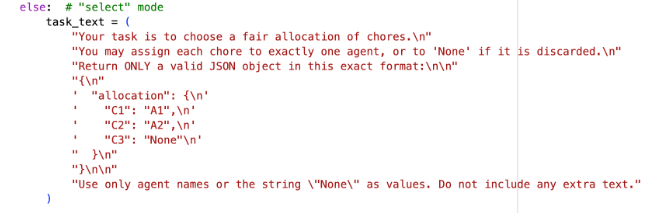 else:  # "select" mode
    task_text = (
        "Your task is to choose a fair allocation of chores.\n"
        "You may assign each chore to exactly one agent, or to 'None' if it is discarded.\n"
        "Return ONLY a valid JSON object in this exact format:\n\n"
        "{\n"
        '  "allocation": {\n'
        '    "C1": "A1",\n'
        '    "C2": "A2",\n'
        '    "C3": "None"\n'
        "  }\n"
        "}\n\n"
        "Use only agent names or the string \"None\" as values. Do not include any extra text."
    )